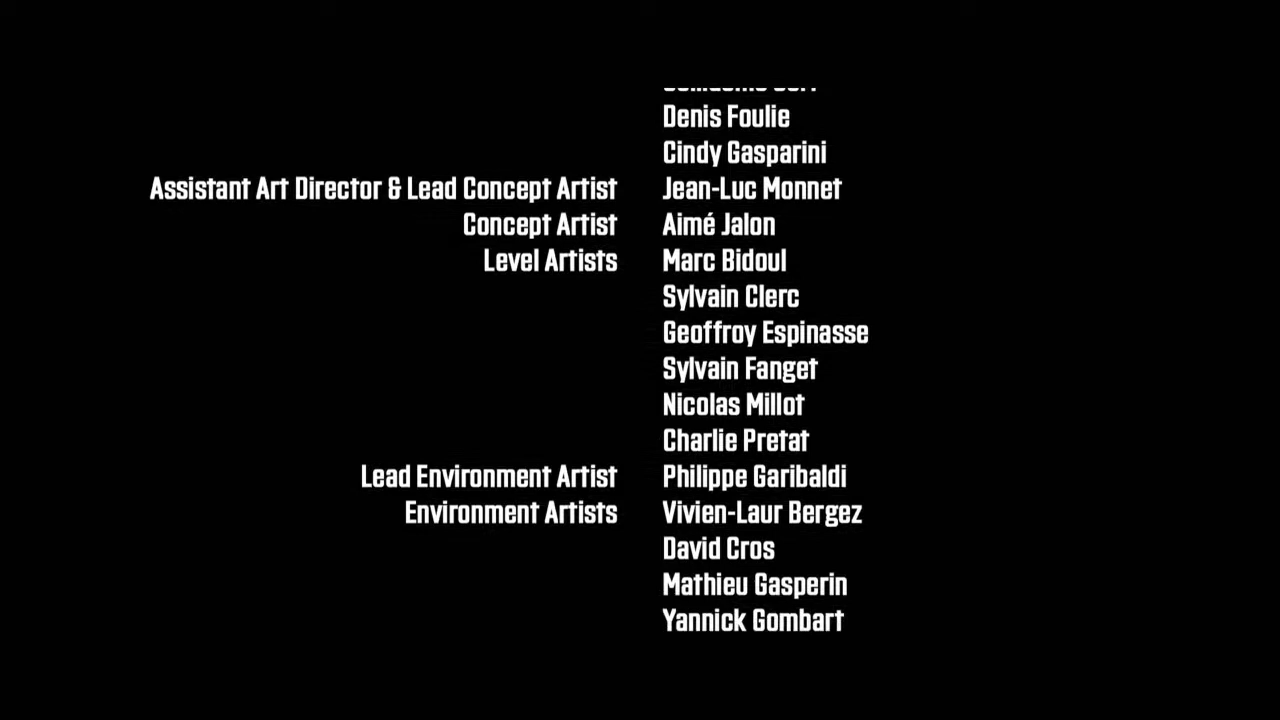 Denis Foulie
Cindy Gasparini
Assistant Art Director & Lead Concept Artist Jean-Luc Monnet
Concept Artist Aimé Jalon
Level Artists Marc Bidoul
Sylvain Clerc
Geoffroy Espinasse
Sylvain Fanget
Nicolas Millot
Charlie Pretat
Lead Environment Artist Philippe Garibaldi
Environment Artists Vivien-Laur Bergez
David Cros
Mathieu Gasperin
Yannick Gombart